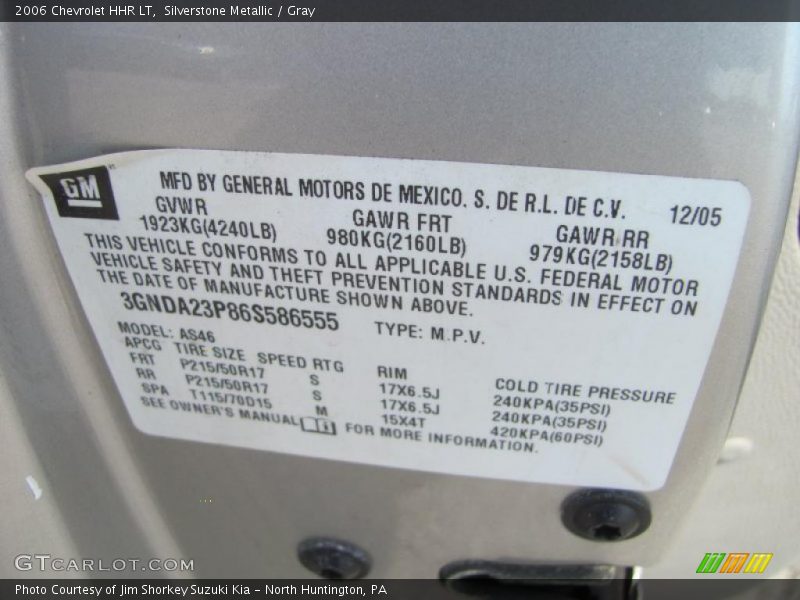 2006 Chevrolet HHR LT,  Silverstone Metallic / Gray
GM
MFD BY GENERAL MOTORS DE MEXICO, S. DE R.L. DE C.V. 12/05
GVWR GAWR FRT GAWR RR
1923KG(4240LB) 980KG(2160LB) 979KG(2158LB)
THIS VEHICLE CONFORMS TO ALL APPLICABLE U.S. FEDERAL MOTOR
VEHICLE SAFETY AND THEFT PREVENTION STANDARDS IN EFFECT ON
THE DATE OF MANUFACTURE SHOWN ABOVE.
3GNDA23P86S586555 TYPE: M.P.V.
MODEL: AS46
APCG TIRE SIZE SPEED RTG RIM COLD TIRE PRESSURE
FRT P215/50R17 S 17X6.5J 240KPA(35PSI)
RR P215/50R17 S 17X6.5J 240KPA(35PSI)
SPA T115/70D15 M 15X4T 420KPA(60PSI)
SEE OWNER'S MANUAL FOR MORE INFORMATION.
GTCarlot.com
Photo Courtesy of Jim Shorkey Suzuki Kia – North Huntington, PA